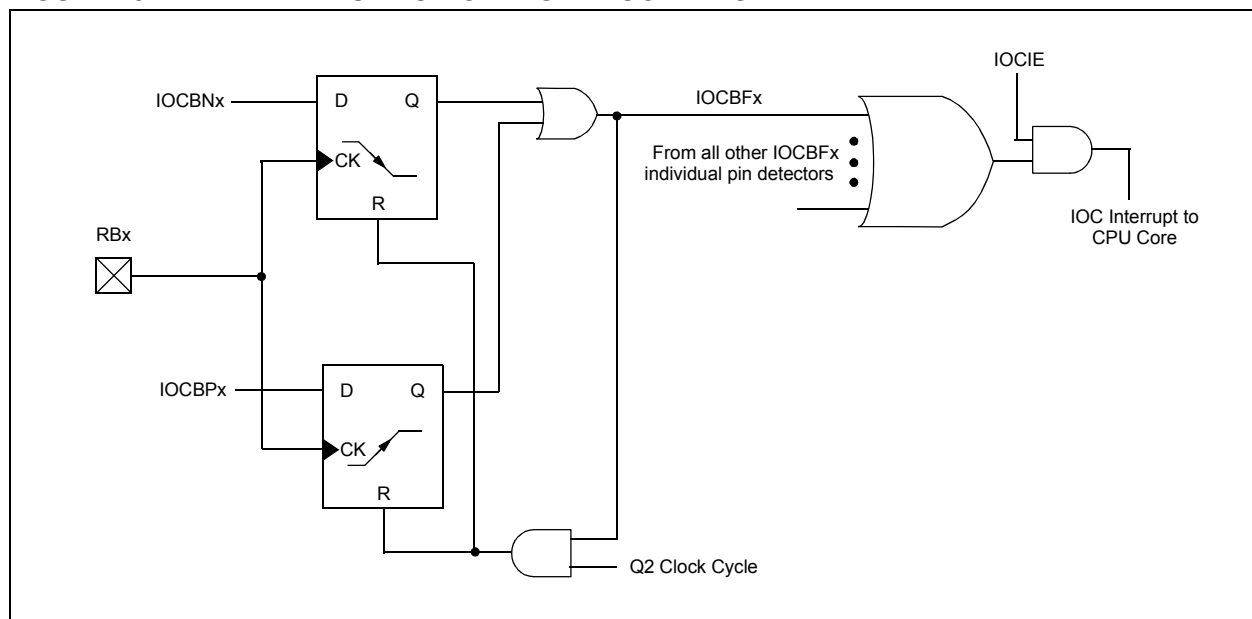 IOCIE
IOCBNx
D
Q
IOCBFx
CK
From all other IOCBFx
individual pin detectors
R
IOC Interrupt to
CPU Core
RBx
IOCBPx
D
Q
CK
R
Q2 Clock Cycle